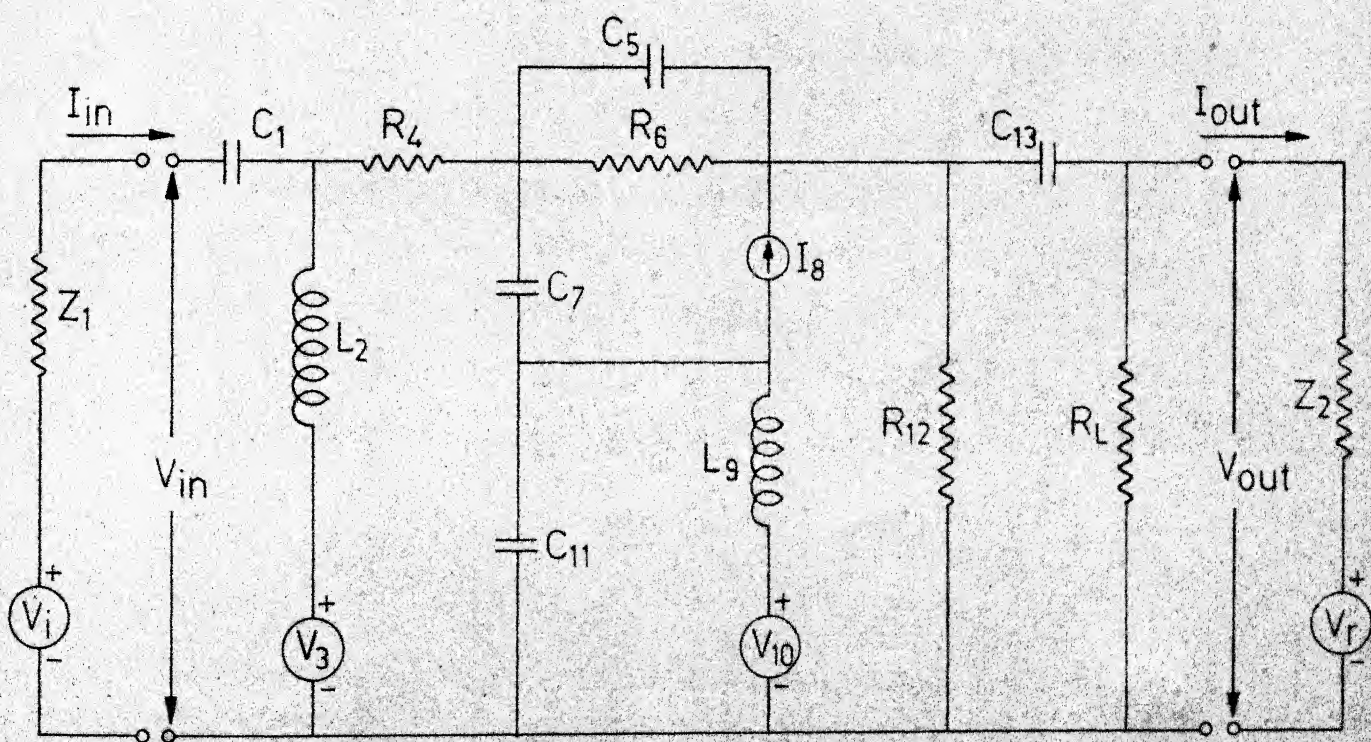 C5
Iin
C1
R4
R6
C13
Iout
I8
C7
Z1
L2
Z2
Vin
L9
R12
RL
Vout
C11
+
Vi
-
+
V3
-
+
V10
-
+
Vr
-